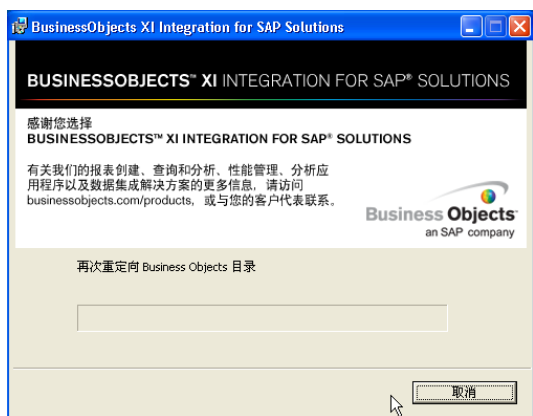 BusinessObjects XI Integration for SAP Solutions
BUSINESSOBJECTS™ XI INTEGRATION FOR SAP® SOLUTIONS
感谢您选择
BUSINESSOBJECTS™ XI INTEGRATION FOR SAP® SOLUTIONS
有关我们的报表创建、查询和分析、性能管理、分析应
用程序以及数据集成解决方案的更多信息，请访问
businessobjects.com/products，或与您的客户代表联系。
Business Objects
an SAP company
再次重定向 Business Objects 目录
取消